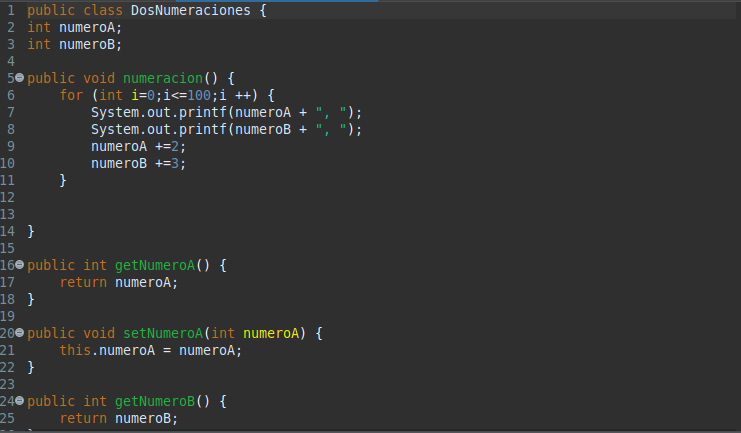 1 public class DosNumeraciones {
2 int numeroA;
3 int numeroB;
4
5 public void numeracion() {
6     for (int i=0;i<=100;i ++) {
7         System.out.printf(numeroA + ", ");
8         System.out.printf(numeroB + ", ");
9         numeroA +=2;
10         numeroB +=3;
11     }
12
13
14 }
15
16 public int getNumeroA() {
17     return numeroA;
18 }
19
20 public void setNumeroA(int numeroA) {
21     this.numeroA = numeroA;
22 }
23
24 public int getNumeroB() {
25     return numeroB;